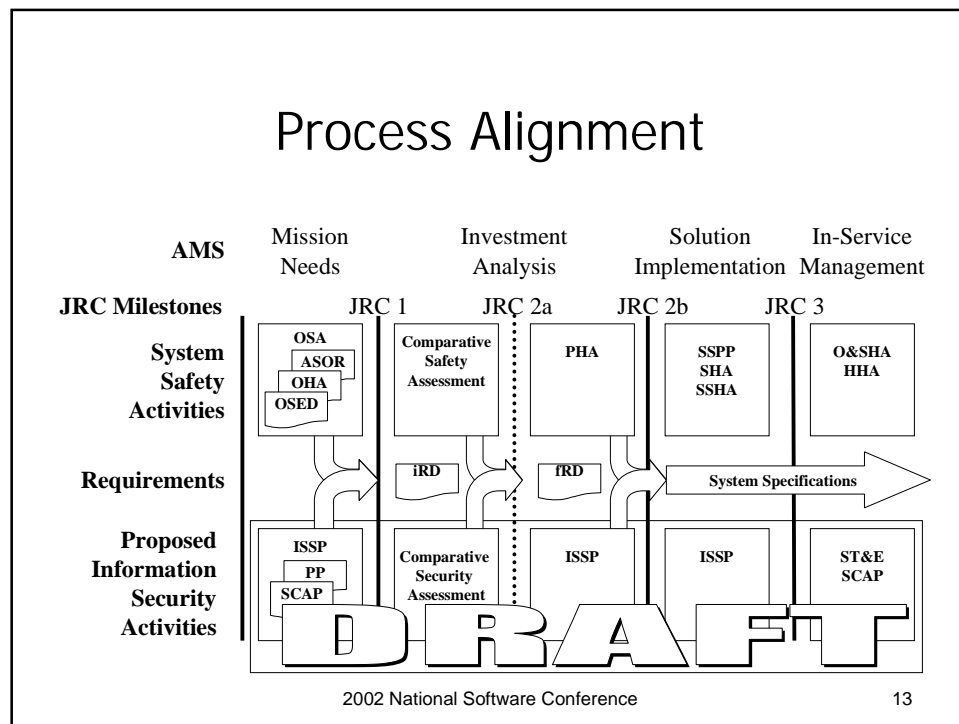 Process Alignment
AMS
Mission
Needs
Investment
Analysis
Solution
Implementation
In-Service
Management
JRC Milestones
JRC 1
JRC 2a
JRC 2b
JRC 3
System
Safety
Activities
OSA
ASOR
OHA
OSED
Comparative
Safety
Assessment
PHA
SSPP
SHA
SSHA
O&SHA
HHA
Requirements
iRD
fRD
System Specifications
Proposed
Information
Security
Activities
ISSP
PP
SCAP
Comparative
Security
Assessment
ISSP
ISSP
ST&E
SCAP
DRAFT
2002 National Software Conference
13